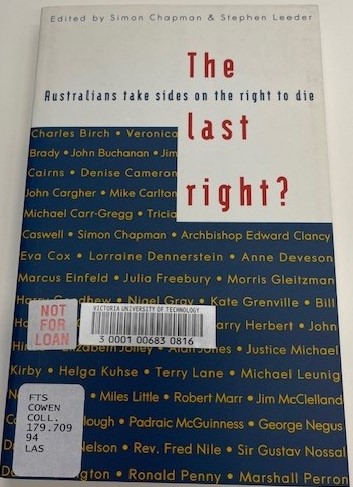 Edited by Simon Chapman & Stephen Leeder
The
Australians take sides on the right to die
last
right?
Charles Birch • Veronica
Brady • John Buchanan • Jim
Cairns • Denise Cameron
John Cargher • Mike Carlton
Michael Carr-Gregg • Tricia
Caswell • Simon Chapman • Archbishop Edward Clancy
Eva Cox • Lorraine Dennerstein • Anne Deveson
Marcus Einfeld • Julia Freebury • Morris Gleitzman
Harry Goodhew • Nigel Gray • Kate Grenville • Bill
Harry Herbert • John
Elizabeth Jolley • Alan Jones • Justice Michael
Kirby • Helga Kuhse • Terry Lane • Michael Leunig
• Miles Little • Robert Marr • Jim McClelland
• Padraic McGuinness • George Negus
Nelson • Rev. Fred Nile • Sir Gustav Nossal
• Ronald Penny • Marshall Perron
NOT
FOR
LOAN
VICTORIA UNIVERSITY OF TECHNOLOGY
3 0001 00683 0816
FTS
COWEN
COLL.
179.709
94
LAS